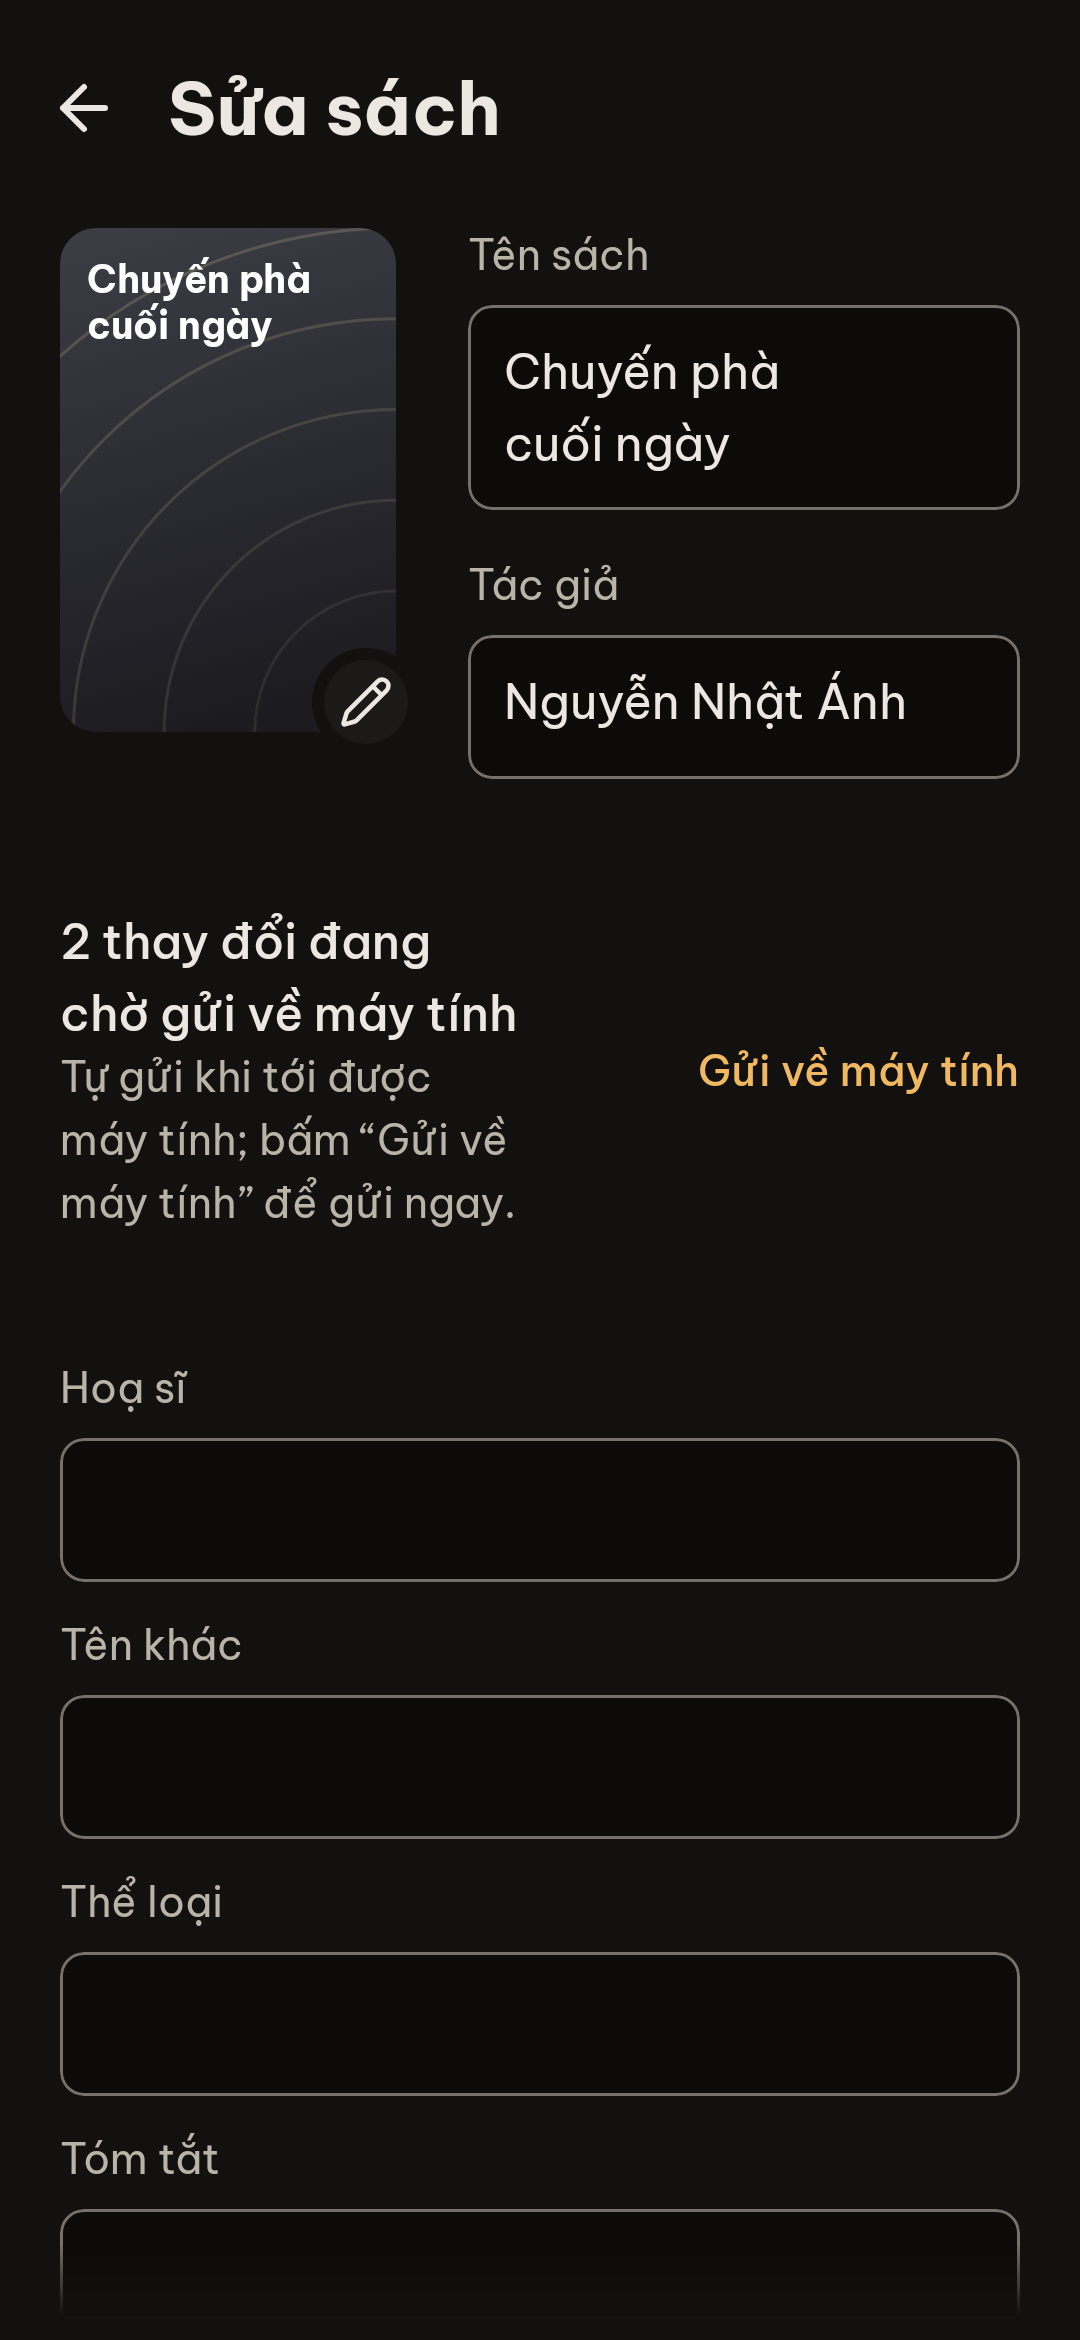 Sửa sách
Chuyến phà
cuối ngày
Tên sách
Chuyến phà
cuối ngày
Tác giả
Nguyễn Nhật Ánh
2 thay đổi đang
chờ gửi về máy tính
Tự gửi khi tới được
máy tính; bấm “Gửi về
máy tính” để gửi ngay.
Gửi về máy tính
Hoạ sĩ
Tên khác
Thể loại
Tóm tắt